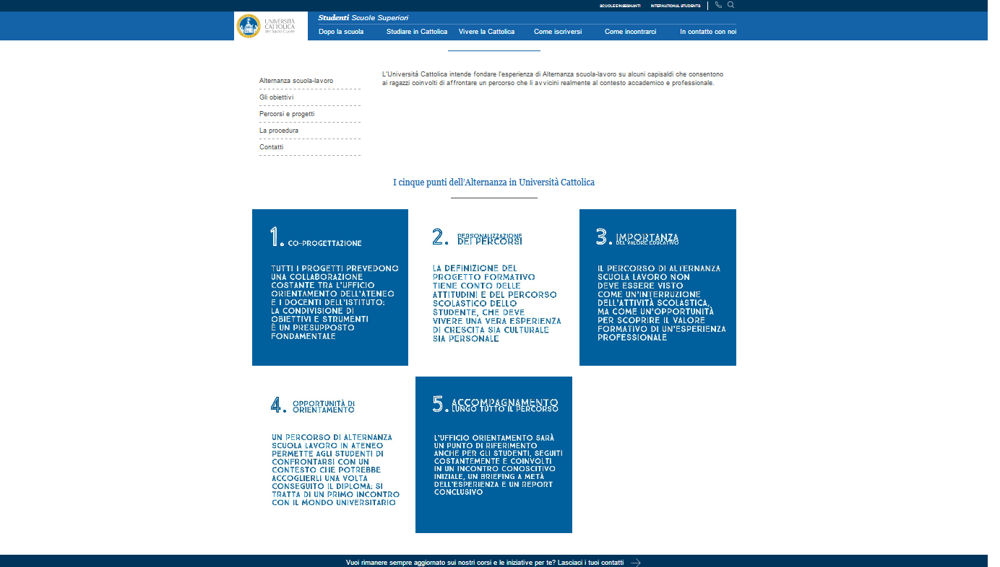 SCUOLE E INSEGNANTI INTERNATIONAL STUDENTS
UNIVERSITÀ
CATTOLICA
del Sacro Cuore
Studenti Scuole Superiori
Dopo la scuola Studiare in Cattolica Vivere la Cattolica Come iscriversi Come incontrarci In contatto con noi
Alternanza scuola-lavoro
Gli obiettivi
Percorsi e progetti
La procedura
Contatti
L'Università Cattolica intende fondare l'esperienza di Alternanza scuola-lavoro su alcuni capisaldi che consentono
ai ragazzi coinvolti di affrontare un percorso che li avvicini realmente al contesto accademico e professionale.
I cinque punti dell'Alternanza in Università Cattolica
1. CO-PROGETTAZIONE
TUTTI I PROGETTI PREVEDONO
UNA COLLABORAZIONE
COSTANTE TRA L'UFFICIO
ORIENTAMENTO DELL'ATENEO
E I DOCENTI DELL'ISTITUTO:
LA CONDIVISIONE DI
OBIETTIVI E STRUMENTI
È UN PRESUPPOSTO
FONDAMENTALE
2. PERSONALIZZAZIONE
DEI PERCORSI
LA DEFINIZIONE DEL
PROGETTO FORMATIVO
TIENE CONTO DELLE
ATTITUDINI E DEL PERCORSO
SCOLASTICO DELLO
STUDENTE, CHE DEVE
VIVERE UNA VERA ESPERIENZA
DI CRESCITA SIA CULTURALE
SIA PERSONALE
3. IMPORTANZA
DEL VALORE EDUCATIVO
IL PERCORSO DI ALTERNANZA
SCUOLA LAVORO NON
DEVE ESSERE VISTO
COME UN'INTERRUZIONE
DELL'ATTIVITÀ SCOLASTICA,
MA COME UN'OPPORTUNITÀ
PER SCOPRIRE IL VALORE
FORMATIVO DI UN'ESPERIENZA
PROFESSIONALE
4. OPPORTUNITÀ DI
ORIENTAMENTO
UN PERCORSO DI ALTERNANZA
SCUOLA LAVORO IN ATENEO
PERMETTE AGLI STUDENTI DI
CONFRONTARSI CON UN
CONTESTO CHE POTREBBE
ACCOGLIERLI UNA VOLTA
CONSEGUITO IL DIPLOMA: SI
TRATTA DI UN PRIMO INCONTRO
CON IL MONDO UNIVERSITARIO
5. ACCOMPAGNAMENTO
LUNGO TUTTO IL PERCORSO
L'UFFICIO ORIENTAMENTO SARÀ
UN PUNTO DI RIFERIMENTO
ANCHE PER GLI STUDENTI, SEGUITI
COSTANTEMENTE E COINVOLTI
IN UN INCONTRO CONOSCITIVO
INIZIALE, UN BRIEFING A METÀ
DELL'ESPERIENZA E UN REPORT
CONCLUSIVO
Vuoi rimanere sempre aggiornato sui nostri corsi e le iniziative per te? Lasciaci i tuoi contatti